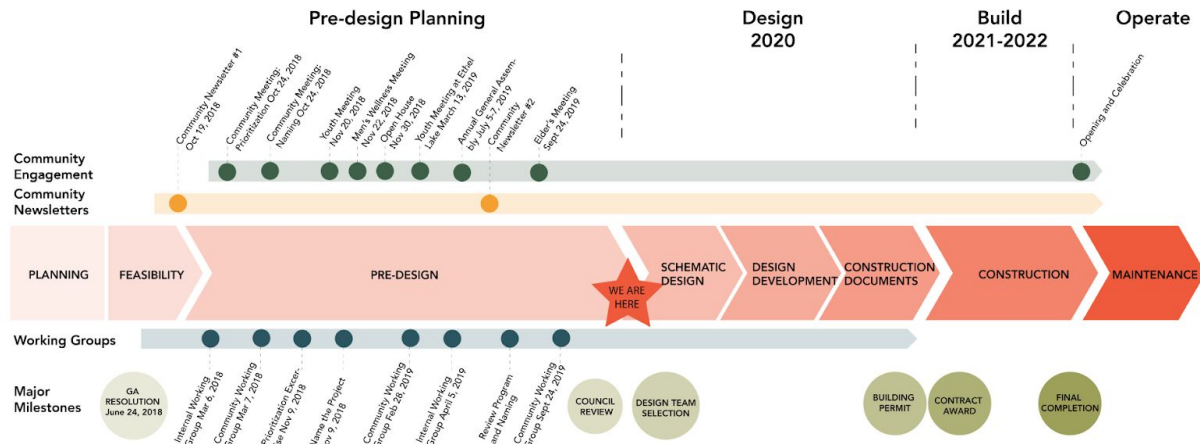 Pre-design Planning
Design
2020
Build
2021-2022
Operate
Community Newsletter #1
Oct 19, 2018
Community Meeting:
Prioritization Oct 24, 2018
Community Meeting:
Naming Oct 24, 2018
Youth Meeting
Nov 20, 2018
Men's Wellness Meeting
Nov 22, 2018
Open House
Nov 30, 2018
Youth Meeting at Ethel
Lake March 13, 2019
Annual General Assem-
bly July 5-7, 2019
Community
Newsletter #2
Elder's Meeting
Sept 24, 2019
Opening and Celebration
Community
Engagement
Community
Newsletters
PLANNING
FEASIBILITY
PRE-DESIGN
WE ARE
HERE
SCHEMATIC
DESIGN
DESIGN
DEVELOPMENT
CONSTRUCTION
DOCUMENTS
CONSTRUCTION
MAINTENANCE
Working Groups
Internal Working
Group Mar 6, 2018
Community Working
Group Mar 7, 2018
Prioritization Excer-
ise Nov 9, 2018
Name the Project
Nov 9, 2018
Community Working
Group Feb 28, 2019
Internal Working
Group April 5, 2019
Review Program
and Naming
Community Working
Group Sept 24, 2019
Major
Milestones
GA
RESOLUTION
June 24, 2018
COUNCIL
REVIEW
DESIGN TEAM
SELECTION
BUILDING
PERMIT
CONTRACT
AWARD
FINAL
COMPLETION